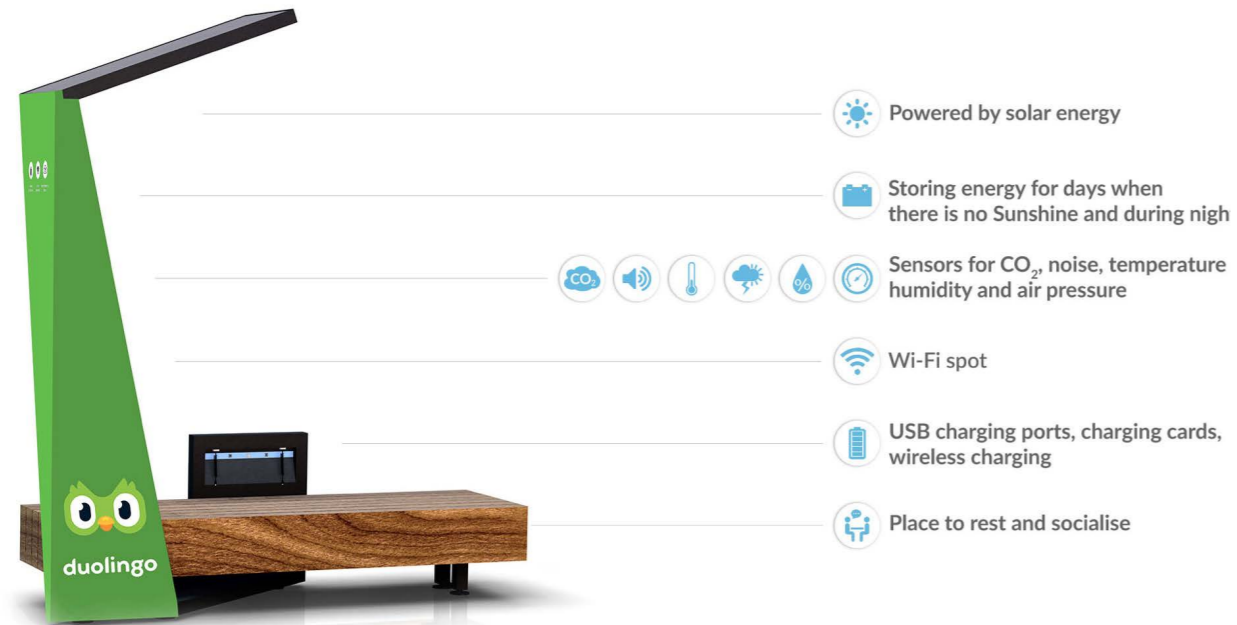 Powered by solar energy
Storing energy for days when
there is no Sunshine and during nigh
CO₂
%
Sensors for CO₂, noise, temperature
humidity and air pressure
Wi-Fi spot
USB charging ports, charging cards,
wireless charging
Place to rest and socialise
duolingo